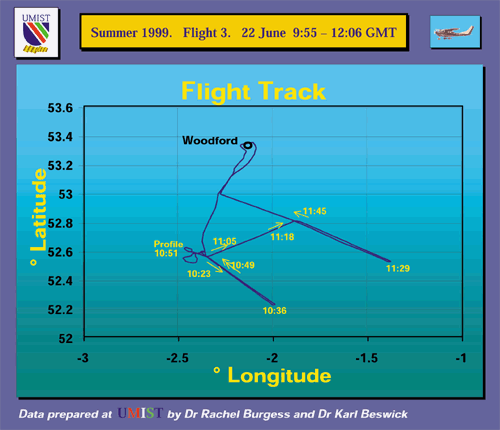 UMIST
Summer 1999. Flight 3. 22 June 9:55 – 12:06 GMT
Flight Track
53.6
53.4
53.2
53
52.8
52.6
52.4
52.2
52
° Latitude
Woodford
11:45
11:18
11:05
Profile
10:51
10:23
10:49
11:29
10:36
-3
-2.5
-2
-1.5
-1
° Longitude
Data prepared at UMIST by Dr Rachel Burgess and Dr Karl Beswick